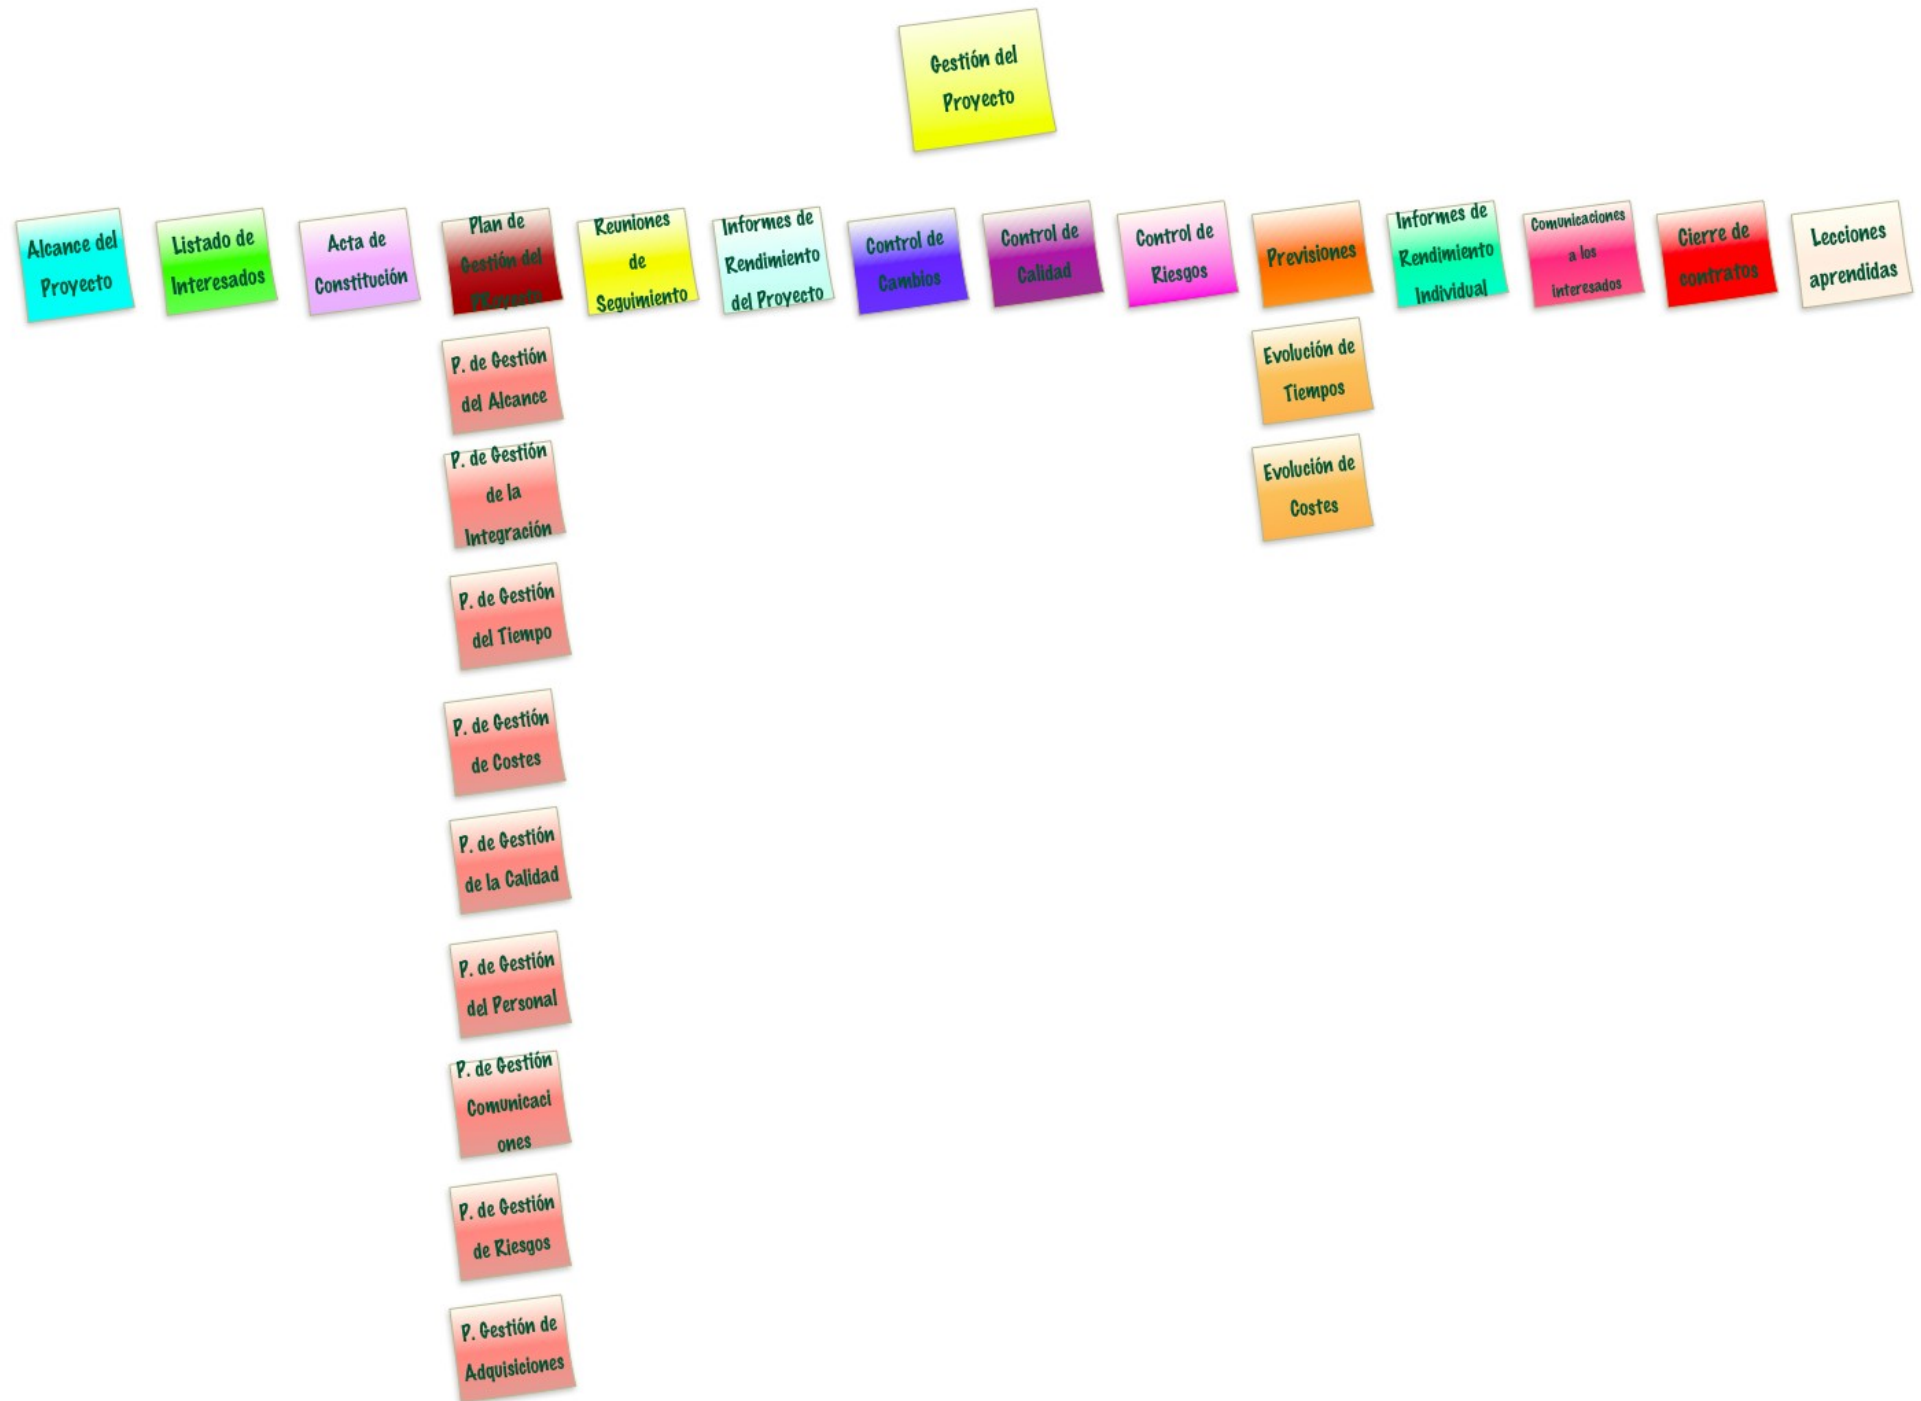 Gestión del
Proyecto
Alcance del
Proyecto
Listado de
Interesados
Acta de
Constitución
Plan de
Gestión del
PRoyecto
Reuniones
de
Seguimiento
Informes de
Rendimiento
del Proyecto
Control de
Cambios
Control de
Calidad
Control de
Riesgos
Previsiones
Informes de
Rendimiento
Individual
Comunicaciones
a los
interesados
Cierre de
contratos
Lecciones
aprendidas
P. de Gestión
del Alcance
P. de Gestión
de la
Integración
P. de Gestión
del Tiempo
P. de Gestión
de Costes
P. de Gestión
de la Calidad
P. de Gestión
del Personal
P. de Gestión
Comunicaci
ones
P. de Gestión
de Riesgos
P. Gestión de
Adquisiciones
Evolución de
Tiempos
Evolución de
Costes